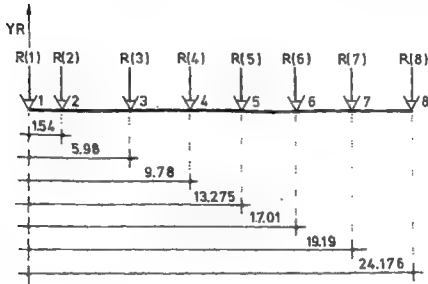 YR
R(1) R(2) R(3) R(4) R(5) R(6) R(7) R(8)
1 2 3 4 5 6 7 8
1.54
5.98
9.78
13.275
17.01
19.19
24.176